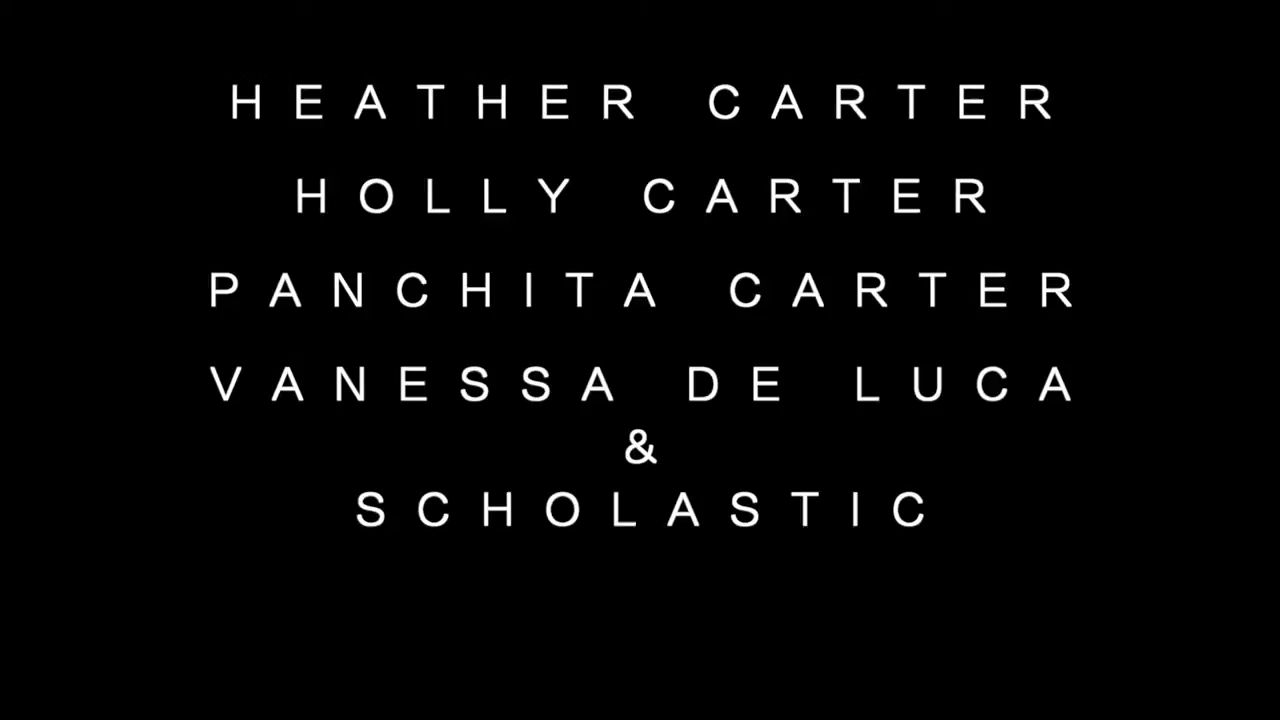 HEATHER CARTER
HOLLY CARTER
PANCHITA CARTER
VANESSA DE LUCA
&
SCHOLASTIC